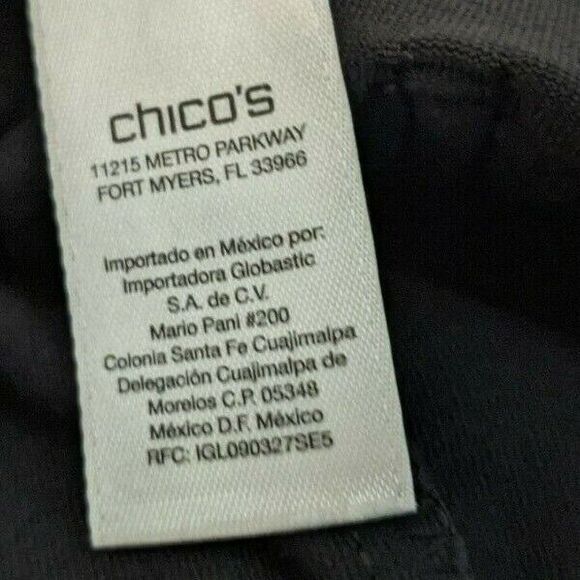 chico's
11215 METRO PARKWAY
FORT MYERS, FL 33966
Importado en México por:
Importadora Globastic
S.A. de C.V.
Mario Pani #200
Colonia Santa Fe Cuajimalpa
Delegación Cuajimalpa de
Morelos C.P. 05348
México D.F. México
RFC: IGL090327SE5